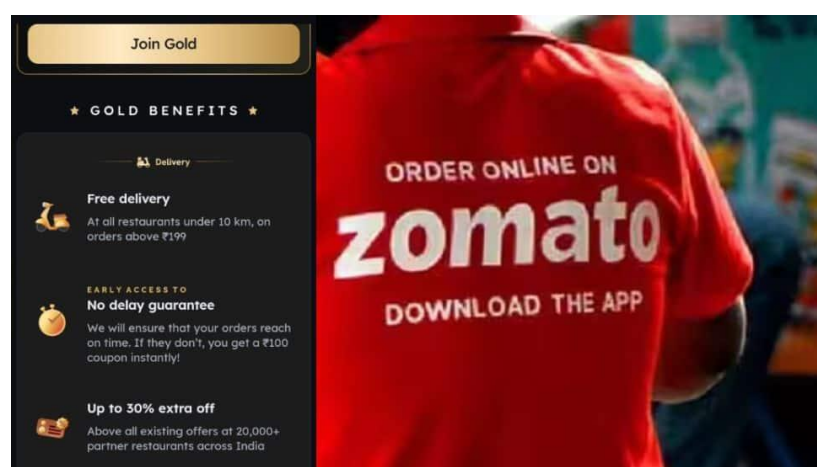 Join Gold
GOLD BENEFITS
Delivery
Free delivery
At all restaurants under 10 km, on
orders above ₹199
EARLY ACCESS TO
No delay guarantee
We will ensure that your orders reach
on time. If they don't, you get a ₹100
coupon instantly!
Up to 30% extra off
Above all existing offers at 20,000+
partner restaurants across India
ORDER ONLINE ON
zomato
DOWNLOAD THE APP